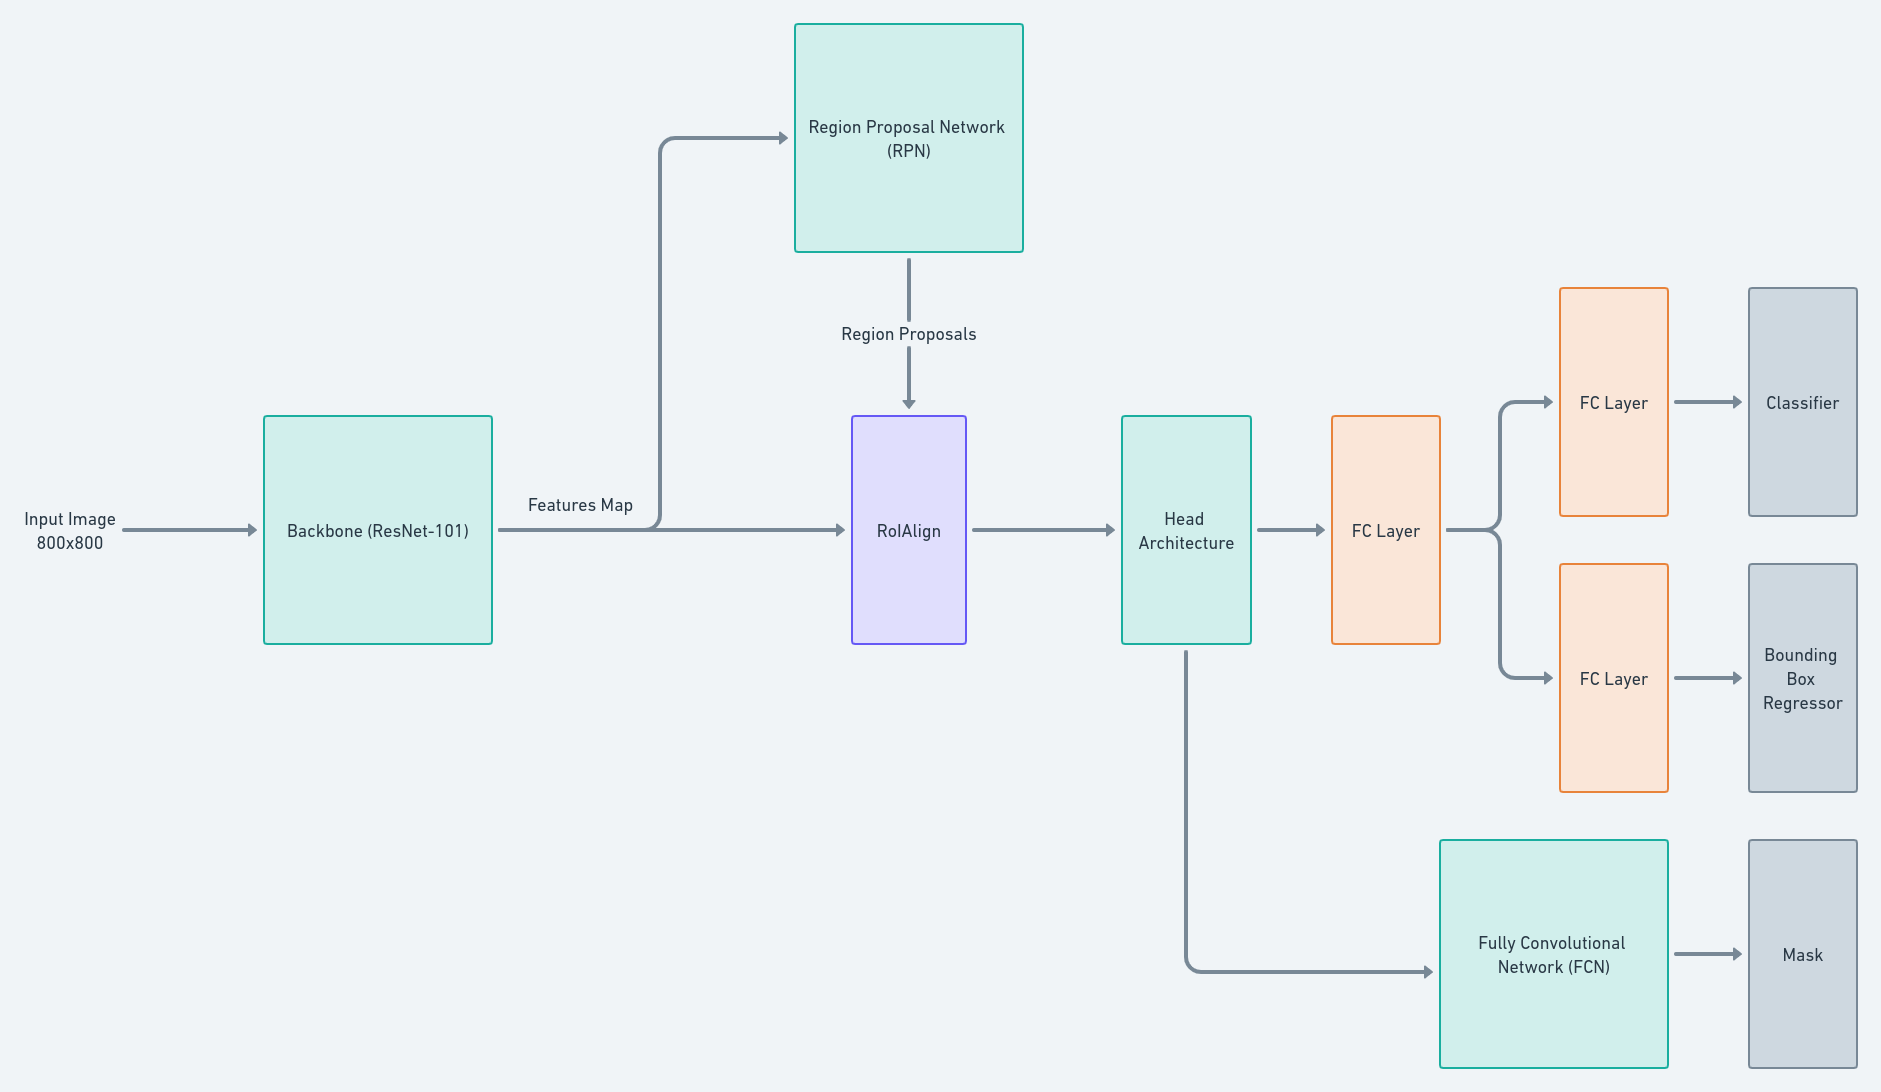 Region Proposal Network
(RPN)
Region Proposals
Input Image
800x800
Backbone (ResNet-101)
Features Map
RoIAlign
Head
Architecture
FC Layer
FC Layer
Classifier
FC Layer
Bounding
Box
Regressor
Fully Convolutional
Network (FCN)
Mask